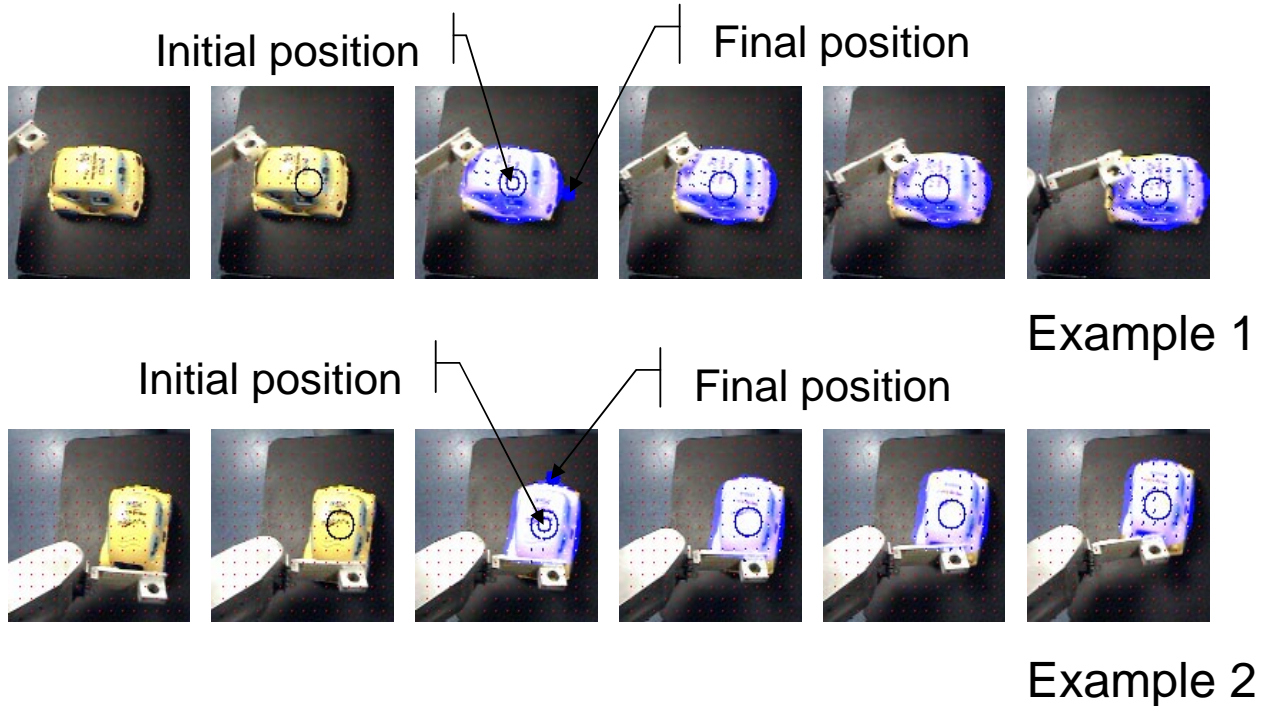 Initial position
Final position
Example 1
Initial position
Final position
Example 2